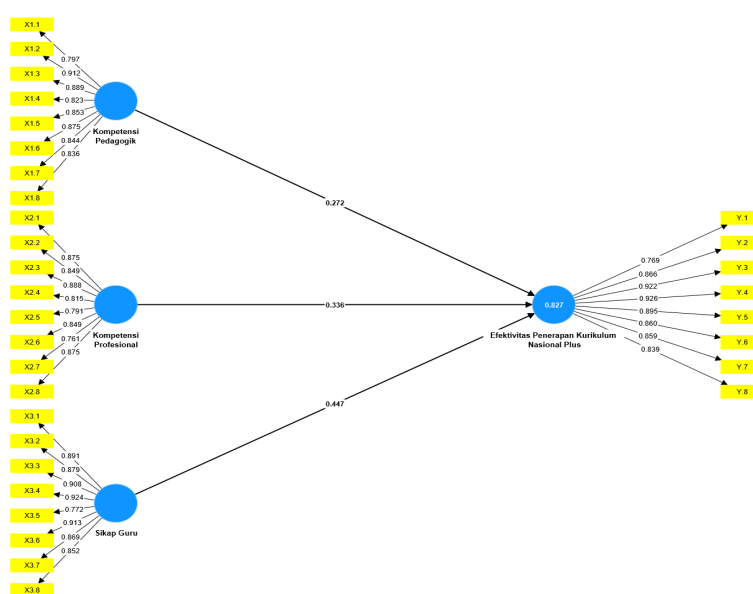 X1.1
X1.2
X1.3
X1.4
X1.5
X1.6
X1.7
X1.8
0.797
0.912
0.889
0.823
0.853
0.875
0.844
0.836
Kompetensi
Pedagogik
0.272
X2.1
X2.2
X2.3
X2.4
X2.5
X2.6
X2.7
X2.8
0.875
0.849
0.888
0.815
0.791
0.849
0.761
0.875
Kompetensi
Profesional
0.336
X3.1
X3.2
X3.3
X3.4
X3.5
X3.6
X3.7
X3.8
0.891
0.879
0.908
0.924
0.772
0.913
0.869
0.852
Sikap Guru
0.447
0.827
Efektivitas Penerapan Kurikulum
Nasional Plus
0.769
0.866
0.922
0.926
0.895
0.860
0.859
0.839
Y.1
Y.2
Y.3
Y.4
Y.5
Y.6
Y.7
Y.8